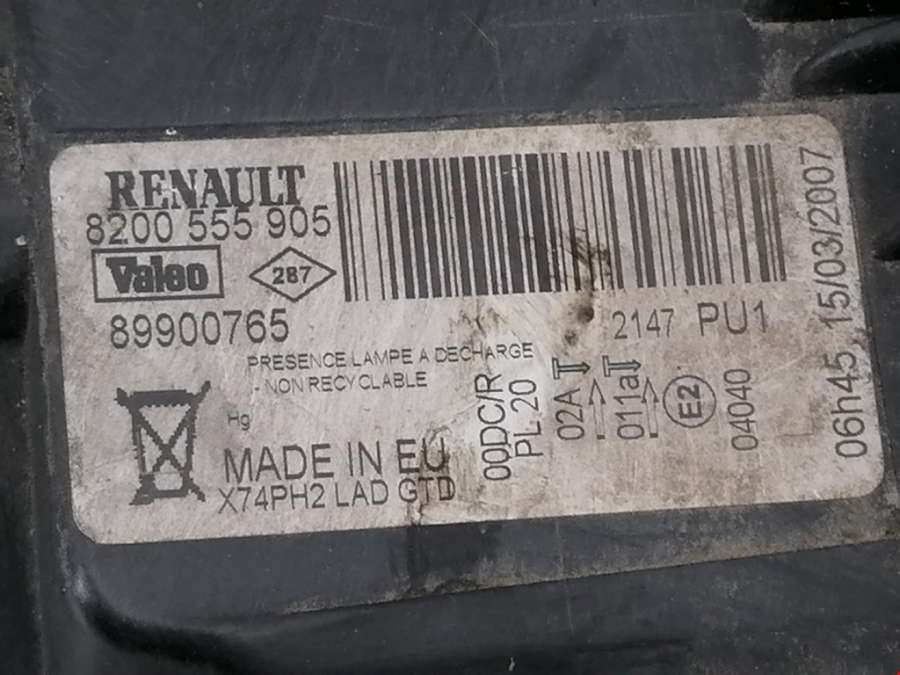 RENAULT
8200 555 905
Valeo
287
89900765
2147 PU1
PRESENCE LAMPE A DECHARGE
- NON RECYCLABLE
Hg
MADE IN EU
X74PH2 LAD GTD
00DC/R
PL 20
02A
011a
E2
04040
06h45 15/03/2007